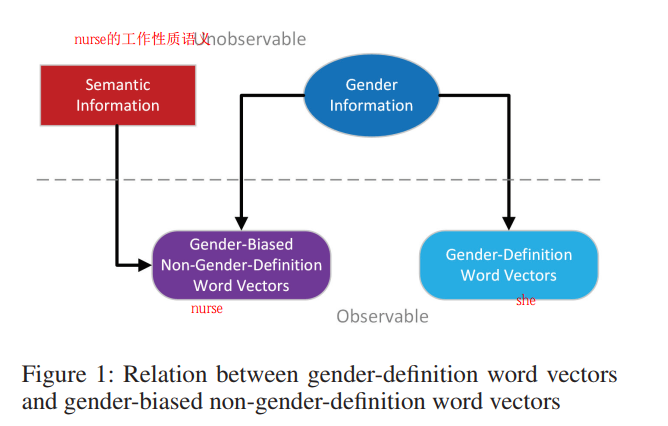 nurse的工作性质语义
Unobservable
Semantic
Information
Gender
Information
Gender-Biased
Non-Gender-Definition
Word Vectors
Gender-Definition
Word Vectors
nurse
she
Observable
Figure 1: Relation between gender-definition word vectors
and gender-biased non-gender-definition word vectors